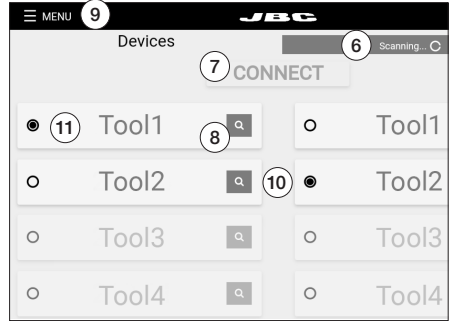 ☰ MENU 9 JBC
Devices 6 Scanning...
7 CONNECT
11 Tool1 8 Tool1
Tool2 10 Tool2
Tool3 Tool3
Tool4 Tool4